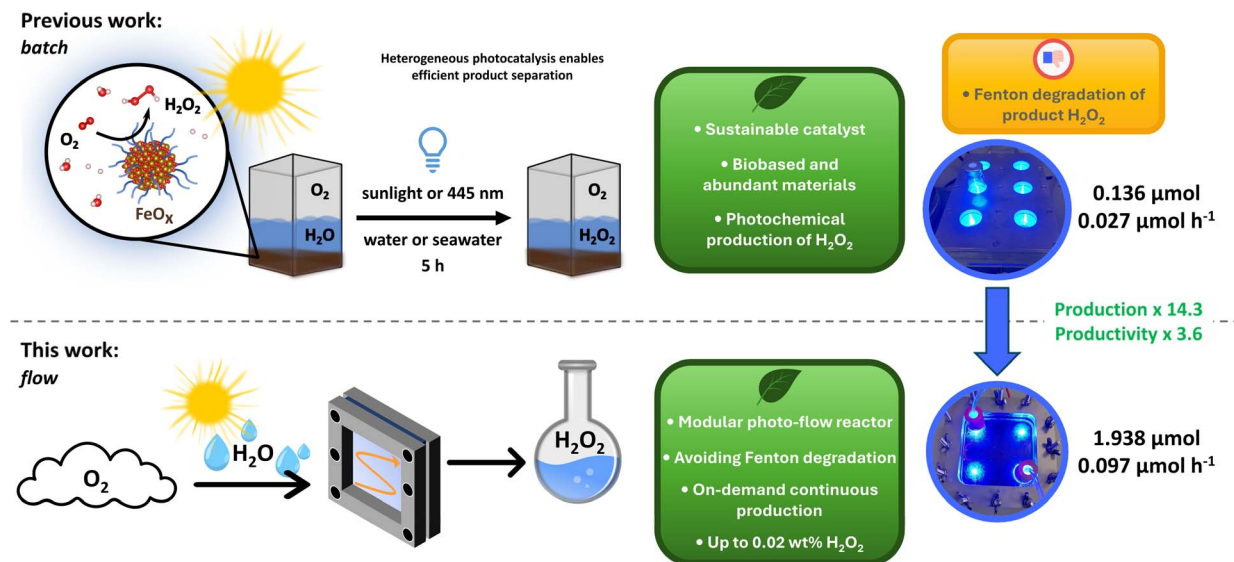 Previous work:
batch
H₂O₂
O₂
FeOₓ
Heterogeneous photocatalysis enables
efficient product separation
O₂
H₂O
sunlight or 445 nm
water or seawater
5 h
O₂
H₂O₂
• Sustainable catalyst
• Biobased and
abundant materials
• Photochemical
production of H₂O₂
• Fenton degradation of
product H₂O₂
0.136 µmol
0.027 µmol h⁻¹
Production x 14.3
Productivity x 3.6
This work:
flow
O₂
H₂O
H₂O₂
• Modular photo-flow reactor
• Avoiding Fenton degradation
• On-demand continuous
production
• Up to 0.02 wt% H₂O₂
1.938 µmol
0.097 µmol h⁻¹